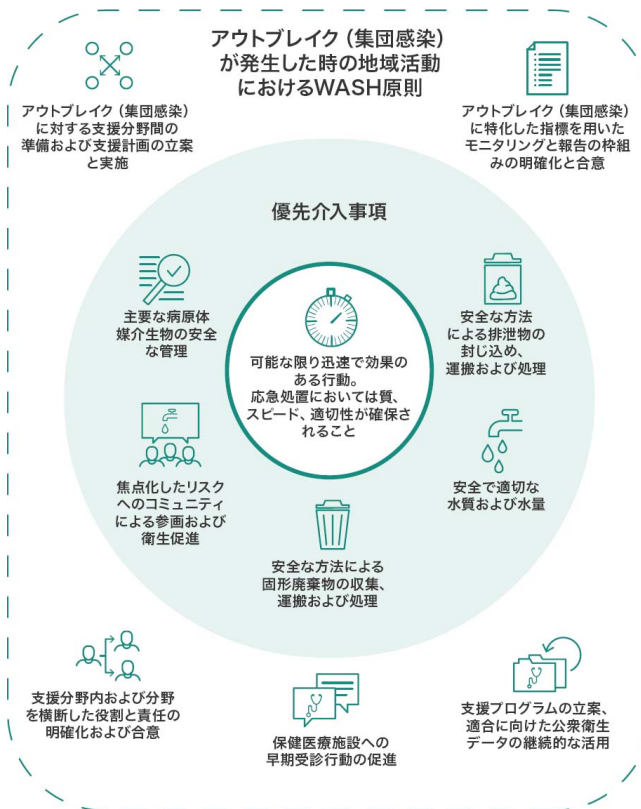 アウトブレイク（集団感染）
が発生した時の地域活動
におけるWASH原則
アウトブレイク（集団感染）
に対する支援分野間の
準備および支援計画の立案
と実施
アウトブレイク（集団感染）
に特化した指標を用いた
モニタリングと報告の枠組
みの明確化と合意
優先介入事項
主要な病原体
媒介生物の安全
な管理
安全な方法
による排泄物の
封じ込め、
運搬および処理
可能な限り迅速で効果の
ある行動。
応急処置においては質、
スピード、適切性が確保さ
れること
焦点化したリスク
へのコミュニティ
による参画および
衛生促進
安全で適切な
水質および水量
安全な方法による
固形廃棄物の収集、
運搬および処理
支援分野内および分野
を横断した役割と責任の
明確化および合意
保健医療施設への
早期受診行動の促進
支援プログラムの立案、
適合に向けた公衆衛生
データの継続的な活用